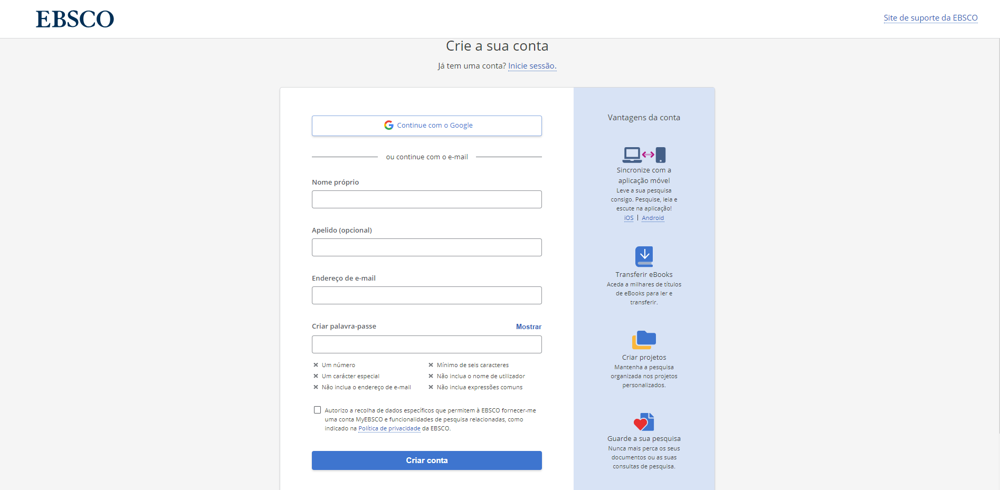 EBSCO
Site de suporte da EBSCO
Crie a sua conta
Já tem uma conta? Inicie sessão.
Continue com o Google
ou continue com o e-mail
Nome próprio
Apelido (opcional)
Endereço de e-mail
Criar palavra-passe
Mostrar
Um número
Mínimo de seis caracteres
Um carácter especial
Não inclua o nome de utilizador
Não inclua o endereço de e-mail
Não inclua expressões comuns
Autorizo a recolha de dados específicos que permitem à EBSCO fornecer-me
uma conta MyEBSCO e funcionalidades de pesquisa relacionadas, como
indicado na Política de privacidade da EBSCO.
Criar conta
Vantagens da conta
Sincronize com a
aplicação móvel
Leve a sua pesquisa
consigo. Pesquise, leia e
escute na aplicação!
iOS | Android
Transferir eBooks
Aceda a milhares de títulos
de eBooks para ler e
transferir.
Criar projetos
Mantenha a pesquisa
organizada nos projetos
personalizados.
Guarde a sua pesquisa
Nunca mais perca os seus
documentos ou as suas
consultas de pesquisa.